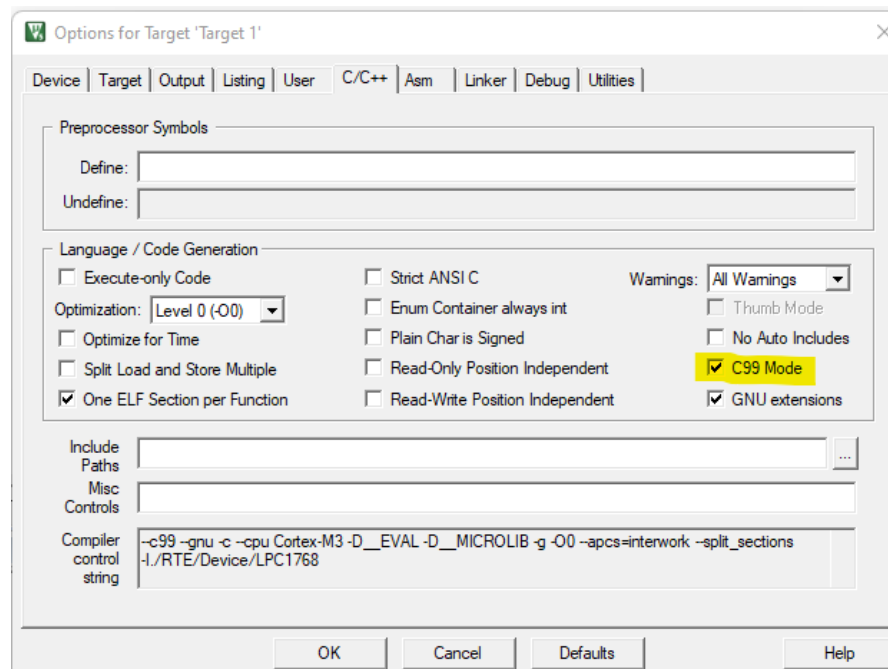 Options for Target 'Target 1'
Device Target Output Listing User C/C++ Asm Linker Debug Utilities
Preprocessor Symbols
Define:
Undefine:
Language / Code Generation
Execute-only Code Strict ANSI C Warnings: All Warnings
Optimization: Level 0 (-O0) Enum Container always int Thumb Mode
Optimize for Time Plain Char is Signed No Auto Includes
Split Load and Store Multiple Read-Only Position Independent C99 Mode
One ELF Section per Function Read-Write Position Independent GNU extensions
Include
Paths ...
Misc
Controls
Compiler
control
string
--c99 --gnu -c --cpu Cortex-M3 -D__EVAL -D__MICROLIB -g -O0 --apcs=interwork --split_sections
-I./RTE/Device/LPC1768
OK Cancel Defaults Help